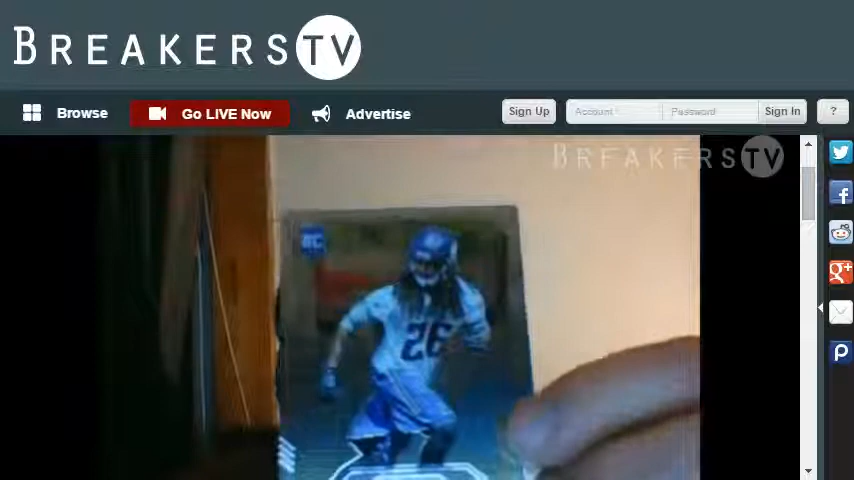 BREAKERSTV
Browse
Go LIVE Now
Advertise
Sign Up
Account
Password
Sign In
?
BREAKERSTV
RC
26